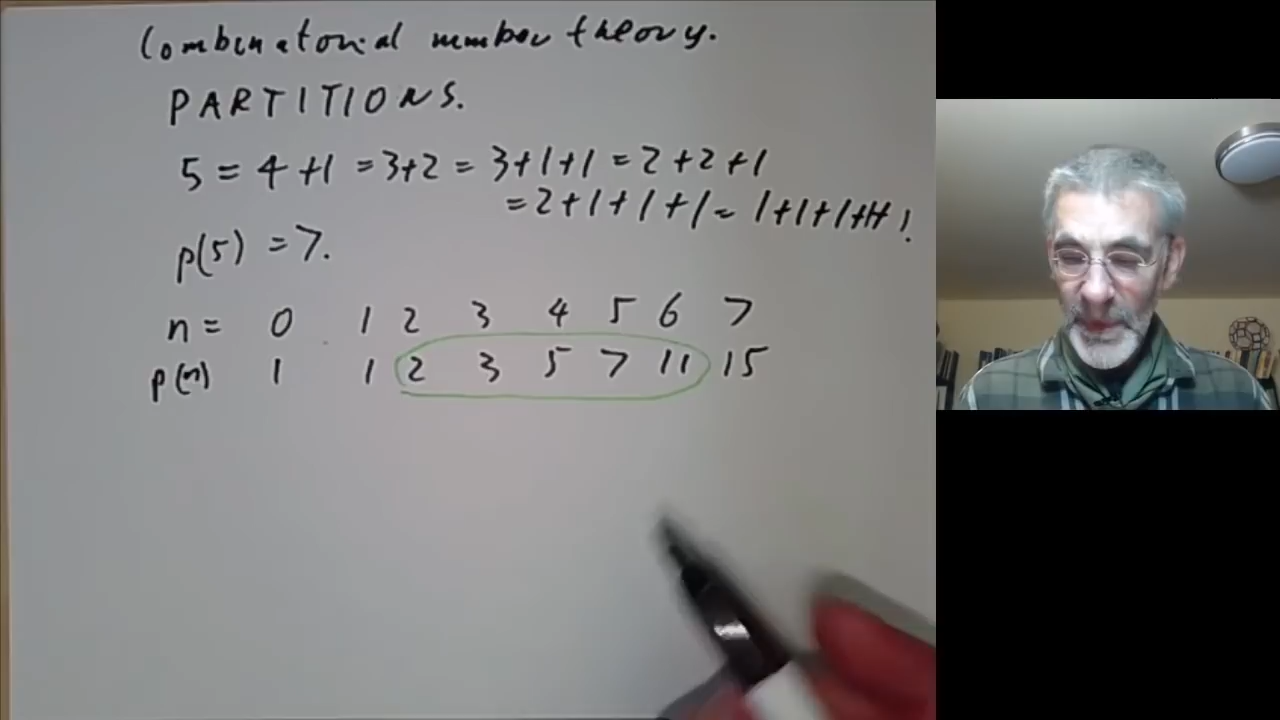 Combinatorial number theory.
PARTITIONS.
5 = 4 + 1 = 3+2 = 3+1+1 = 2+2+1
= 2+1+1+1 = 1+1+1+1+1.
p(5) = 7.
n = 0 1 2 3 4 5 6 7
p(n) 1 1 2 3 5 7 11 15